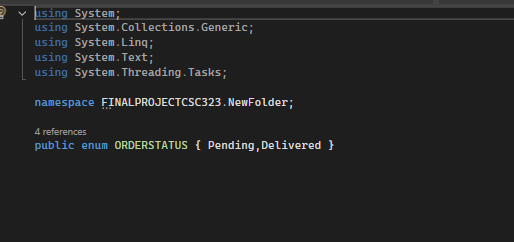 using System;
using System.Collections.Generic;
using System.Linq;
using System.Text;
using System.Threading.Tasks;
namespace FINALPROJECTCSC323.NewFolder;
4 references
public enum ORDERSTATUS { Pending,Delivered }